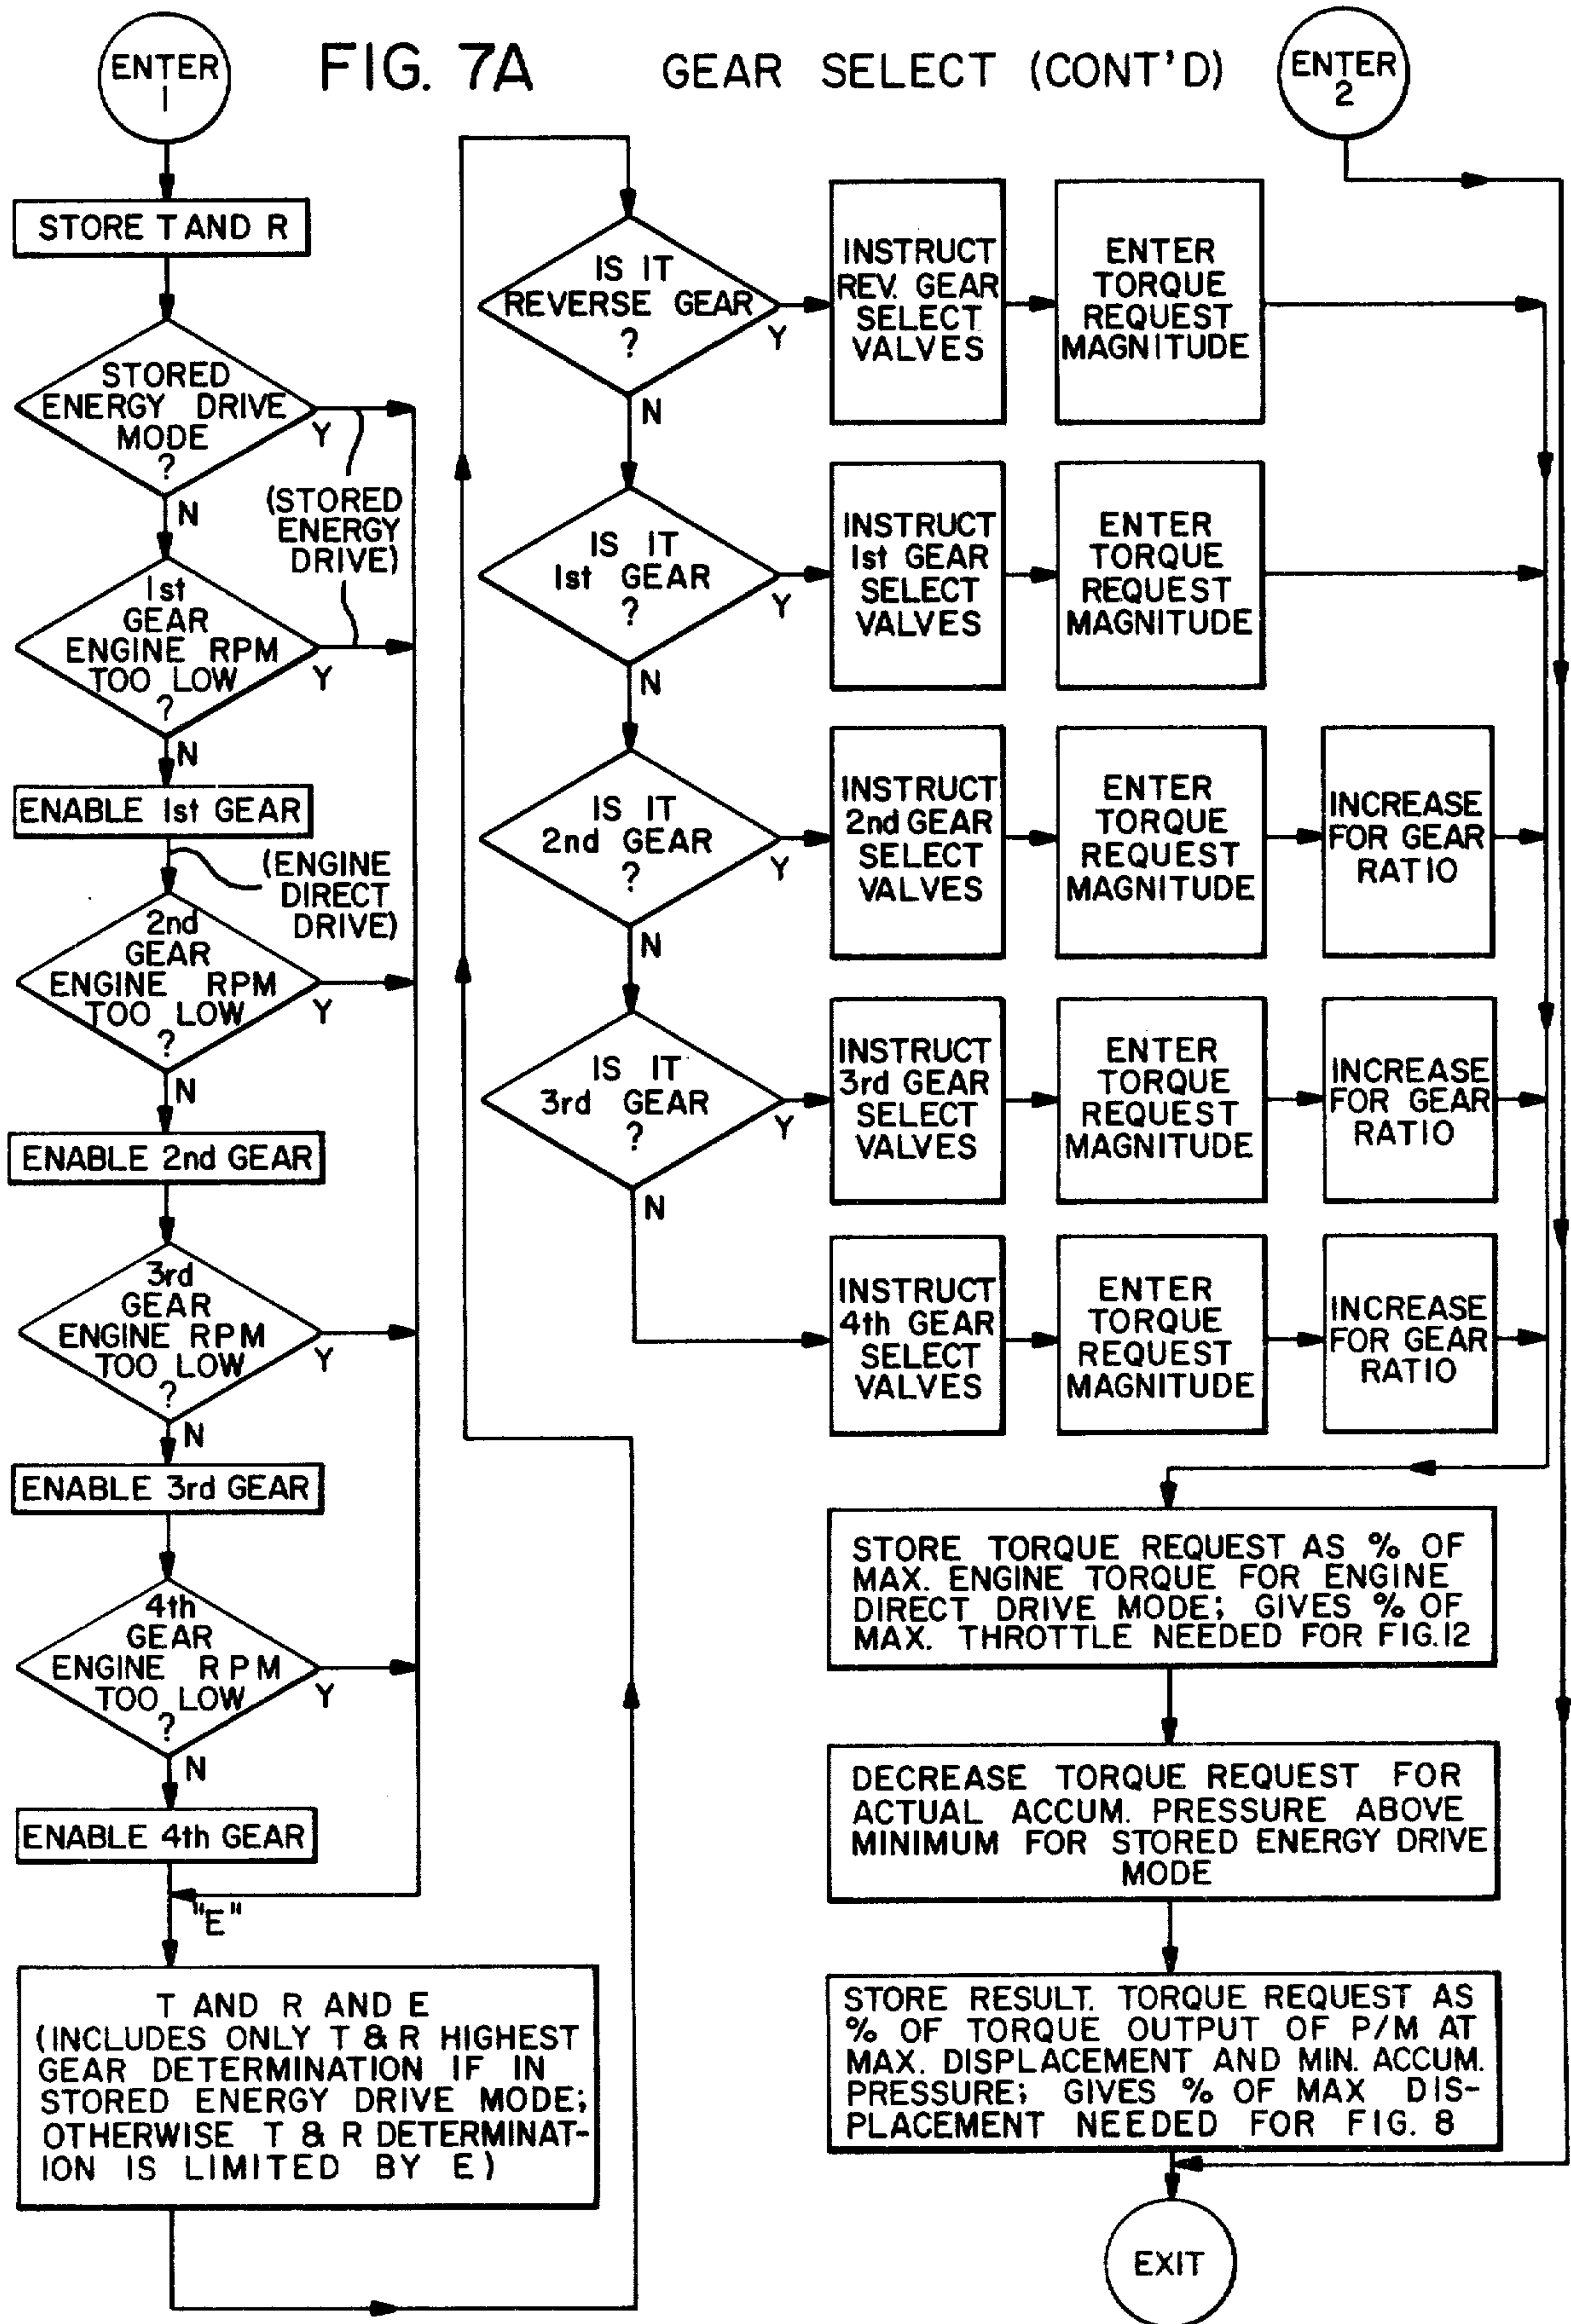 ENTER
1
FIG. 7A
GEAR SELECT (CONT'D)
ENTER
2
STORE T AND R
STORED
ENERGY DRIVE
MODE
?
Y
N
(STORED
ENERGY
DRIVE)
1st
GEAR
ENGINE RPM
TOO LOW
?
Y
N
ENABLE 1st GEAR
(ENGINE
DIRECT
DRIVE)
2nd
GEAR
ENGINE RPM
TOO LOW
?
Y
N
ENABLE 2nd GEAR
3rd
GEAR
ENGINE RPM
TOO LOW
?
Y
N
ENABLE 3rd GEAR
4th
GEAR
ENGINE RPM
TOO LOW
?
Y
N
ENABLE 4th GEAR
"E"
T AND R AND E
(INCLUDES ONLY T & R HIGHEST
GEAR DETERMINATION IF IN
STORED ENERGY DRIVE MODE;
OTHERWISE T & R DETERMINAT-
ION IS LIMITED BY E)
IS IT
REVERSE GEAR
?
Y
N
INSTRUCT
REV. GEAR
SELECT
VALVES
ENTER
TORQUE
REQUEST
MAGNITUDE
IS IT
1st GEAR
?
Y
N
INSTRUCT
1st GEAR
SELECT
VALVES
ENTER
TORQUE
REQUEST
MAGNITUDE
IS IT
2nd GEAR
?
Y
N
INSTRUCT
2nd GEAR
SELECT
VALVES
ENTER
TORQUE
REQUEST
MAGNITUDE
INCREASE
FOR GEAR
RATIO
IS IT
3rd GEAR
?
Y
N
INSTRUCT
3rd GEAR
SELECT
VALVES
ENTER
TORQUE
REQUEST
MAGNITUDE
INCREASE
FOR GEAR
RATIO
INSTRUCT
4th GEAR
SELECT
VALVES
ENTER
TORQUE
REQUEST
MAGNITUDE
INCREASE
FOR GEAR
RATIO
STORE TORQUE REQUEST AS % OF
MAX. ENGINE TORQUE FOR ENGINE
DIRECT DRIVE MODE; GIVES % OF
MAX. THROTTLE NEEDED FOR FIG.12
DECREASE TORQUE REQUEST FOR
ACTUAL ACCUM. PRESSURE ABOVE
MINIMUM FOR STORED ENERGY DRIVE
MODE
STORE RESULT. TORQUE REQUEST AS
% OF TORQUE OUTPUT OF P/M AT
MAX. DISPLACEMENT AND MIN. ACCUM.
PRESSURE; GIVES % OF MAX DIS-
PLACEMENT NEEDED FOR FIG. 8
EXIT